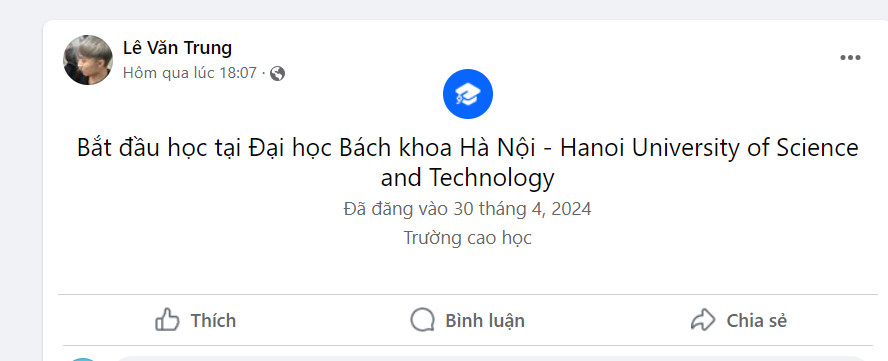 Lê Văn Trung
Hôm qua lúc 18:07 ·
Bắt đầu học tại Đại học Bách khoa Hà Nội - Hanoi University of Science
and Technology
Đã đăng vào 30 tháng 4, 2024
Trường cao học
Thích
Bình luận
Chia sẻ